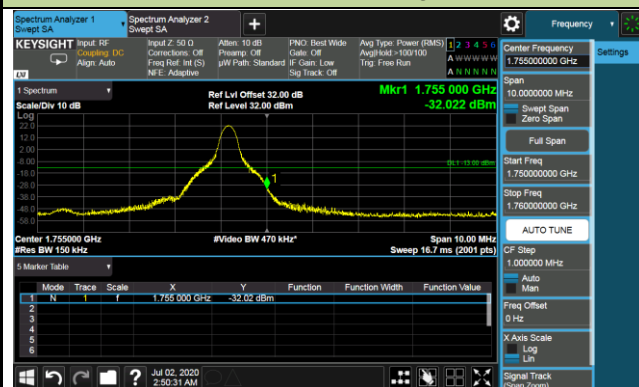 Spectrum Analyzer 1
Swept SA
Spectrum Analyzer 2
Swept SA
Frequency
KEYSIGHT
Input: RF
Coupling: DC
Align: Auto
Input Z: 50 Ω
Corrections: Off
Freq Ref: Int (S)
NFE: Adaptive
Atten: 10 dB
Preamp: Off
µW Path: Standard
PNO: Best Wide
Gate: Off
IF Gain: Low
Sig Track: Off
Avg Type: Power (RMS)
Avg|Hold:>100/100
Trig: Free Run
1 2 3 4 5 6
A W W W W W
A N N N N N
LXI
1 Spectrum
Scale/Div 10 dB
Ref Lvl Offset 32.00 dB
Ref Level 32.00 dBm
Mkr1 1.755 000 GHz
-32.022 dBm
Log
22.0
12.0
2.00
-8.00
-18.0
-28.0
-38.0
-48.0
-58.0
DL1 -13.00 dBm
1
Center 1.755000 GHz
#Res BW 150 kHz
#Video BW 470 kHz*
Span 10.00 MHz
Sweep 16.7 ms (2001 pts)
5 Marker Table
Mode Trace Scale X Y Function Function Width Function Value
1 N 1 f 1.755 000 GHz -32.02 dBm
2
3
4
5
6
Jul 02, 2020
2:50:31 AM
Center Frequency
1.755000000 GHz
Settings
Span
10.0000000 MHz
Swept Span
Zero Span
Full Span
Start Freq
1.750000000 GHz
Stop Freq
1.760000000 GHz
AUTO TUNE
CF Step
1.000000 MHz
Auto
Man
Freq Offset
0 Hz
X Axis Scale
Log
Lin
Signal Track
(Span Zoom)